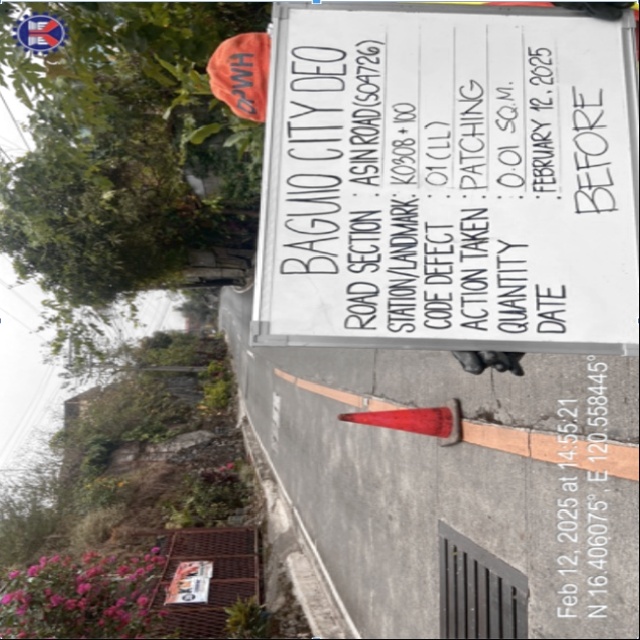 DPWH
BAGUIO CITY DEO
ROAD SECTION : ASIN ROAD (S04726)
STATION/LANDMARK: K0308 + 100
CODE DEFECT : 01 (LL)
ACTION TAKEN : PATCHING
QUANTITY : 0.01 SQ.M.
DATE : FEBRUARY 12, 2025
BEFORE
Feb 12, 2025 at 14:55:21
N 16.406075°, E 120.558445°